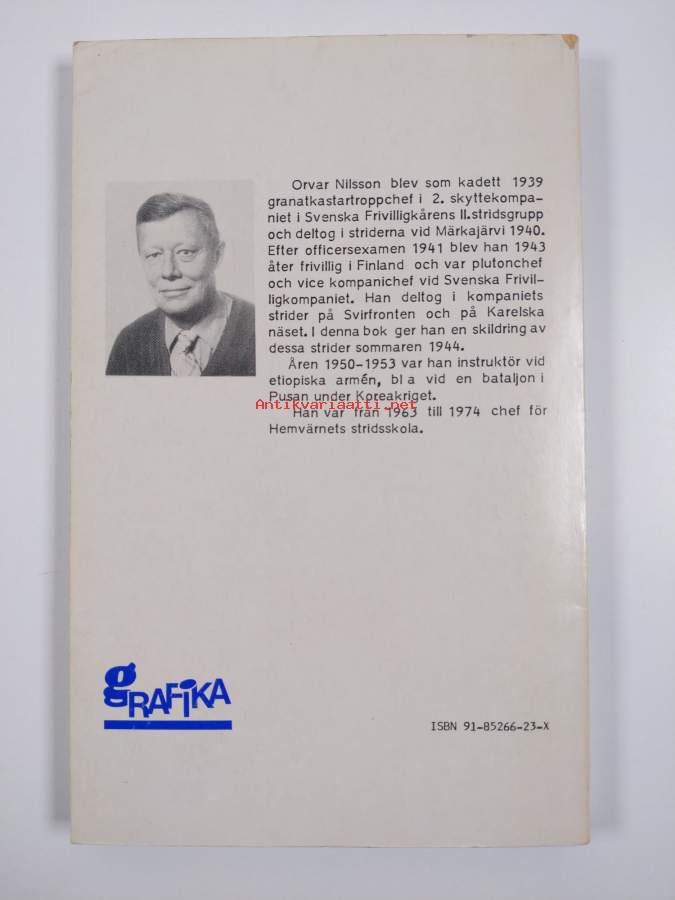 Orvar Nilsson blev som kadett 1939
granatkastartroppchef i 2. skyttekompa-
niet i Svenska Frivilligkårens II.stridsgrupp
och deltog i striderna vid Märkajärvi 1940.
Efter officersexamen 1941 blev han 1943
åter frivillig i Finland och var plutonchef
och vice kompanichef vid Svenska Frivil-
ligkompaniet. Han deltog i kompaniets
strider på Svirfronten och på Karelska
näset. I denna bok ger han en skildring av
dessa strider sommaren 1944.
Åren 1950-1953 var han instruktör vid
etiopiska armén, bl a vid en bataljon i
Pusan under Koreakriget.
Antikvariaatti.net
Han var från 1963 till 1974 chef för
Hemvärnets stridsskola.
gRAFiKA
ISBN 91-85266-23-X